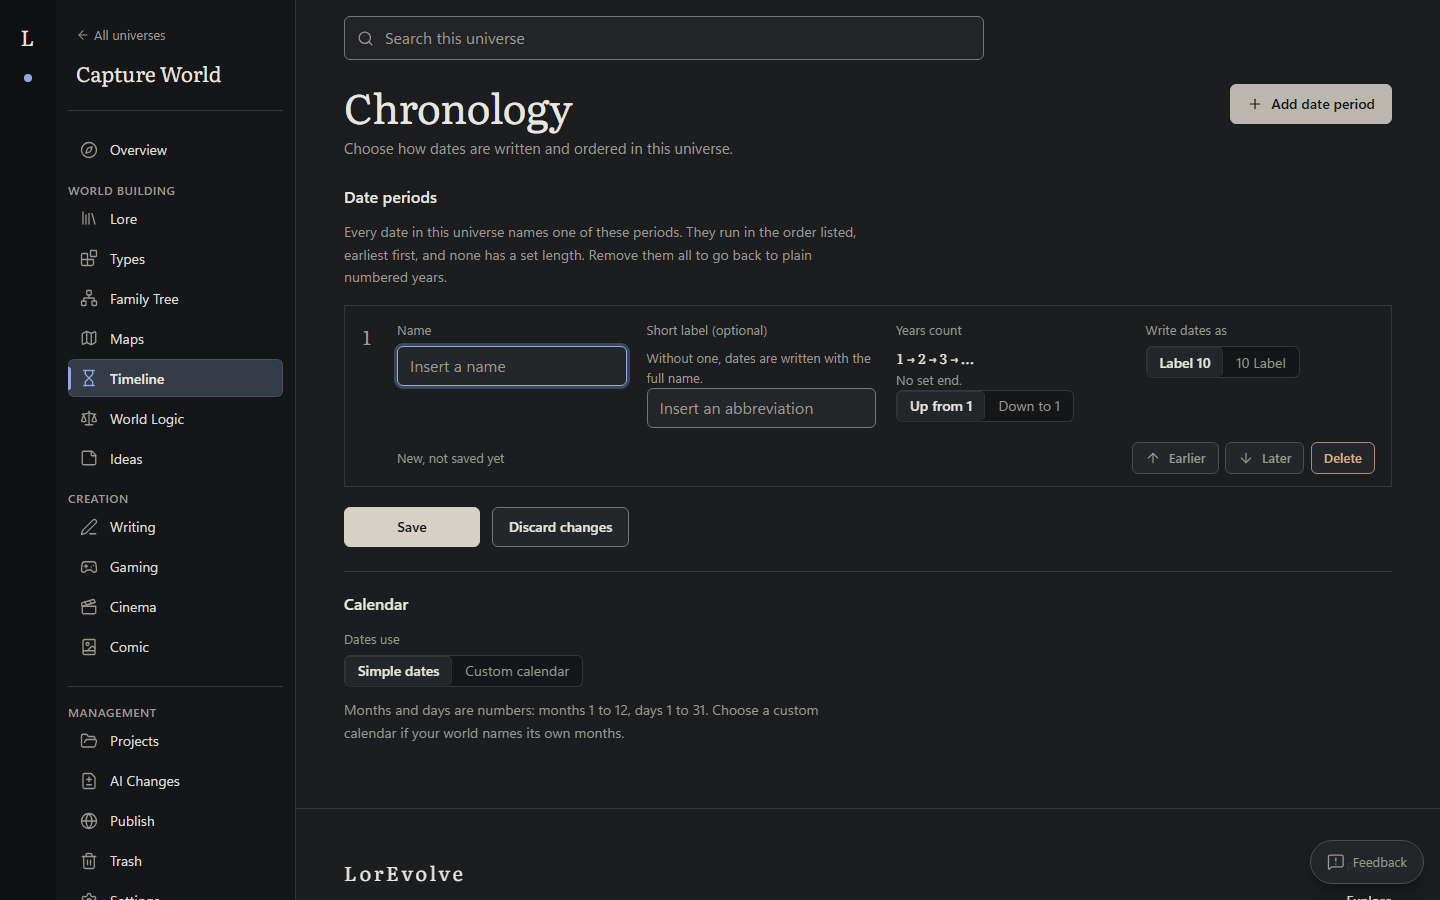 L
All universes
Capture World
Overview
WORLD BUILDING
Lore
Types
Family Tree
Maps
Timeline
World Logic
Ideas
CREATION
Writing
Gaming
Cinema
Comic
MANAGEMENT
Projects
AI Changes
Publish
Trash
Settings
Search this universe
Chronology
Add date period
Choose how dates are written and ordered in this universe.
Date periods
Every date in this universe names one of these periods. They run in the order listed,
earliest first, and none has a set length. Remove them all to go back to plain
numbered years.
1
Name
Insert a name
Short label (optional)
Without one, dates are written with the
full name.
Insert an abbreviation
Years count
1 → 2 → 3 → ...
No set end.
Up from 1 Down to 1
Write dates as
Label 10 10 Label
New, not saved yet
Earlier Later Delete
Save Discard changes
Calendar
Dates use
Simple dates Custom calendar
Months and days are numbers: months 1 to 12, days 1 to 31. Choose a custom
calendar if your world names its own months.
LorEvolve
Feedback